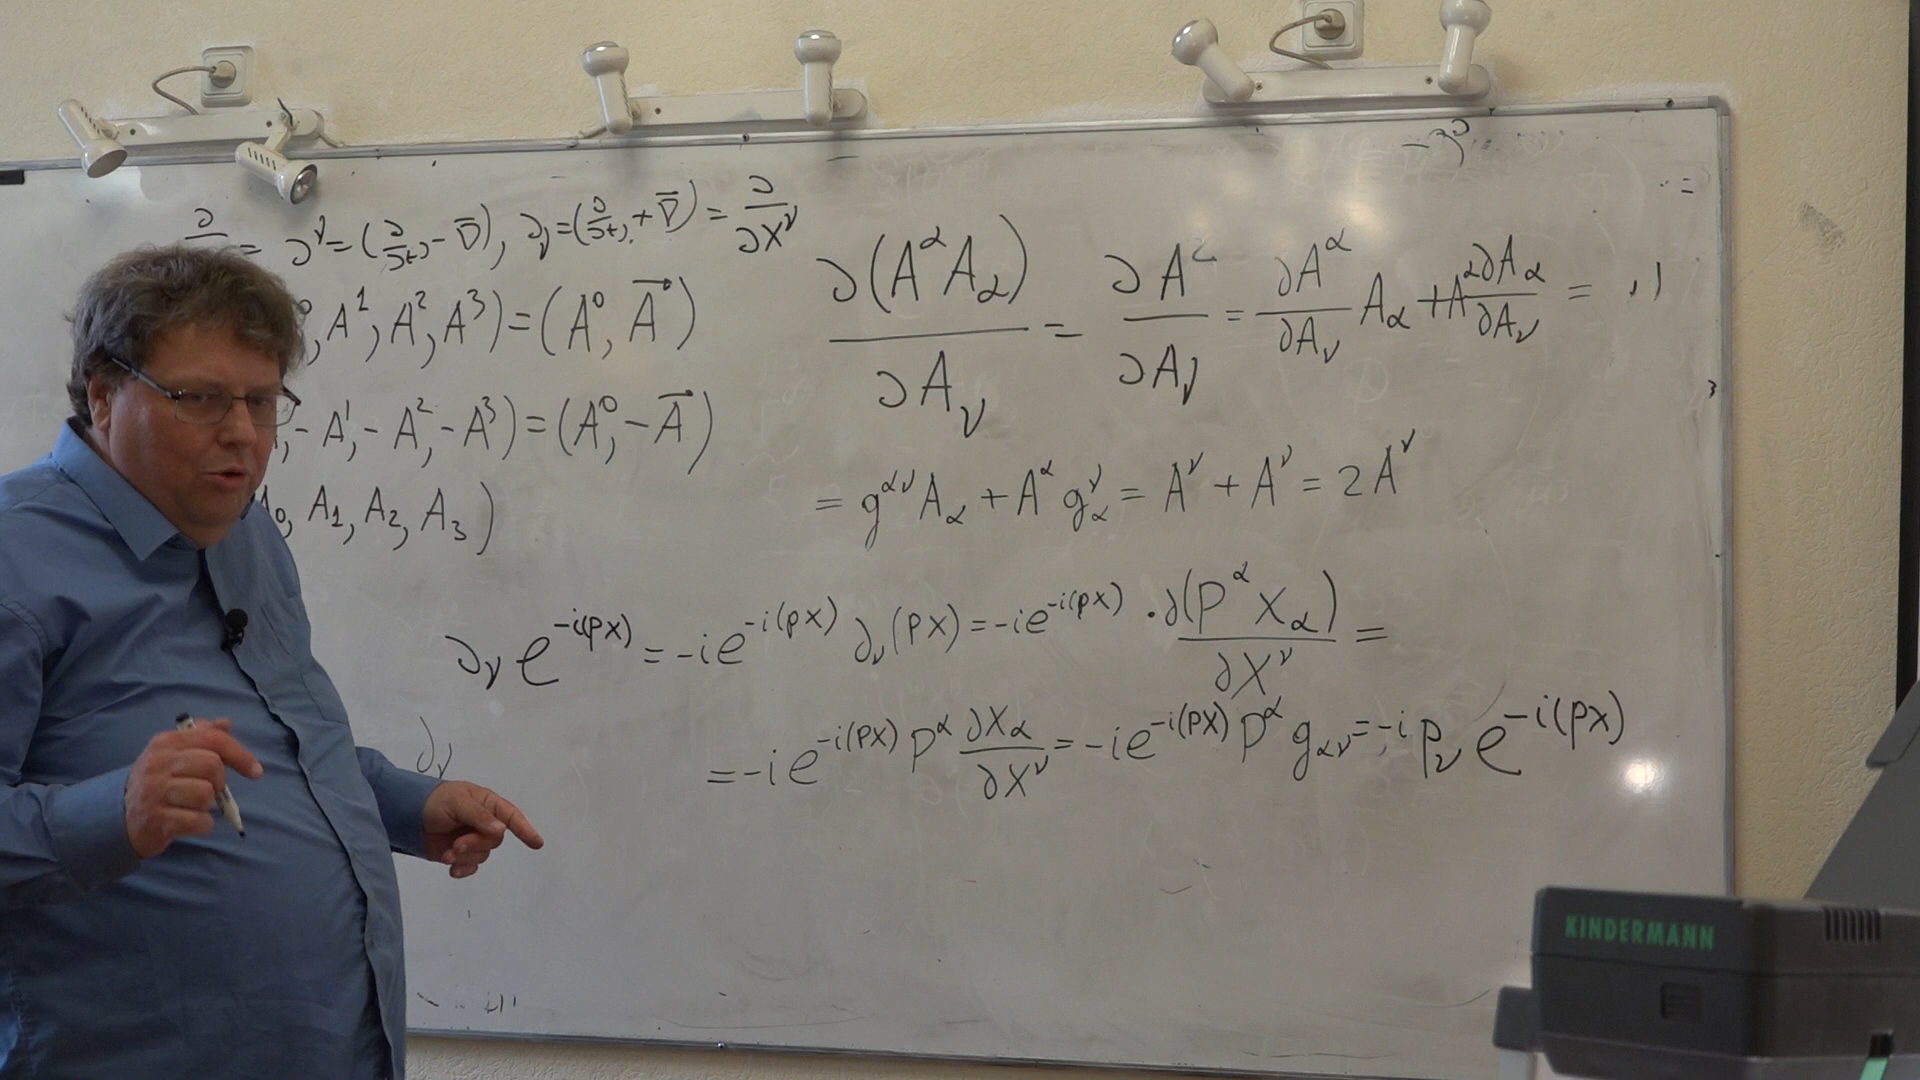 ∂/ = ∂^ν = (∂/∂t, -∇̄), ∂_ν = (∂/∂t, +∇̄) = ∂/∂x^ν
, A^1, A^2, A^3) = (A^0, A⃗)
, -A^1, -A^2, -A^3) = (A^0, -A⃗)
A_0, A_1, A_2, A_3)
∂(A^α A_α)/∂A_ν = ∂A^2/∂A_ν = ∂A^α/∂A_ν A_α + A^α ∂A_α/∂A_ν =
= g^{αν} A_α + A^α g_α^ν = A^ν + A^ν = 2A^ν
∂_ν e^{-i(px)} = -i e^{-i(px)} ∂_ν(px) = -i e^{-i(px)} · ∂(p^α x_α)/∂x^ν =
= -i e^{-i(px)} p^α ∂x_α/∂x^ν = -i e^{-i(px)} p^α g_{αν} = -i p_ν e^{-i(px)}
∂_ν
KINDERMANN